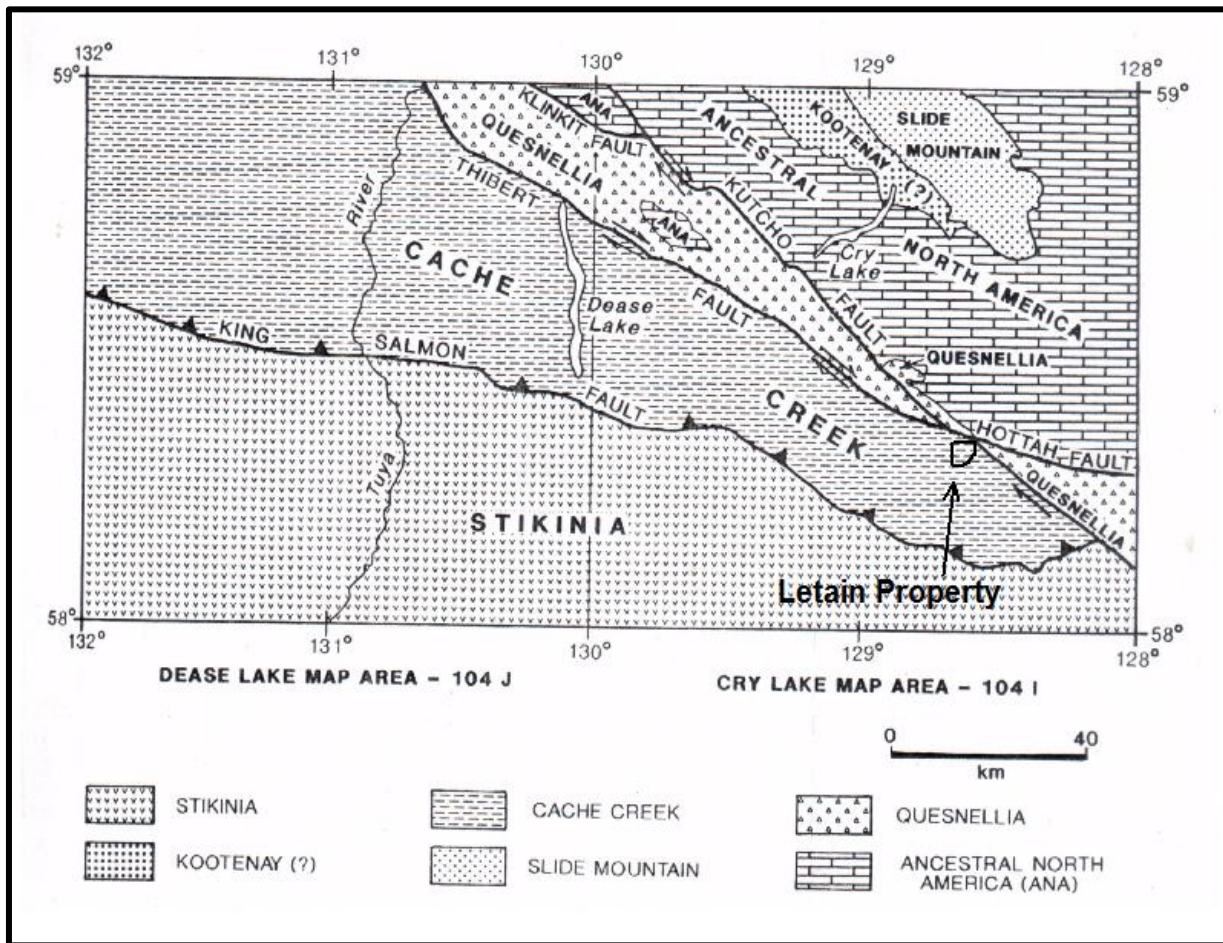 132°
131°
130°
129°
128°
59°
59°
ANA
KLINKIT FAULT
ANCESTRAL
NORTH AMERICA
KOOTENAY (?)
SLIDE
MOUNTAIN
QUESNELLIA
THIBERT
FAULT
River
Tuya
ANA
KUTCHO
FAULT
Cry
Lake
CACHE
CREEK
Dease
Lake
KING
SALMON
FAULT
QUESNELLIA
HOTTAH FAULT
QUESNELLIA
STIKINIA
Letain Property
58°
58°
132°
131°
130°
129°
128°
DEASE LAKE MAP AREA - 104 J
CRY LAKE MAP AREA - 104 I
0 40
km
STIKINIA
CACHE CREEK
QUESNELLIA
KOOTENAY (?)
SLIDE MOUNTAIN
ANCESTRAL NORTH
AMERICA (ANA)